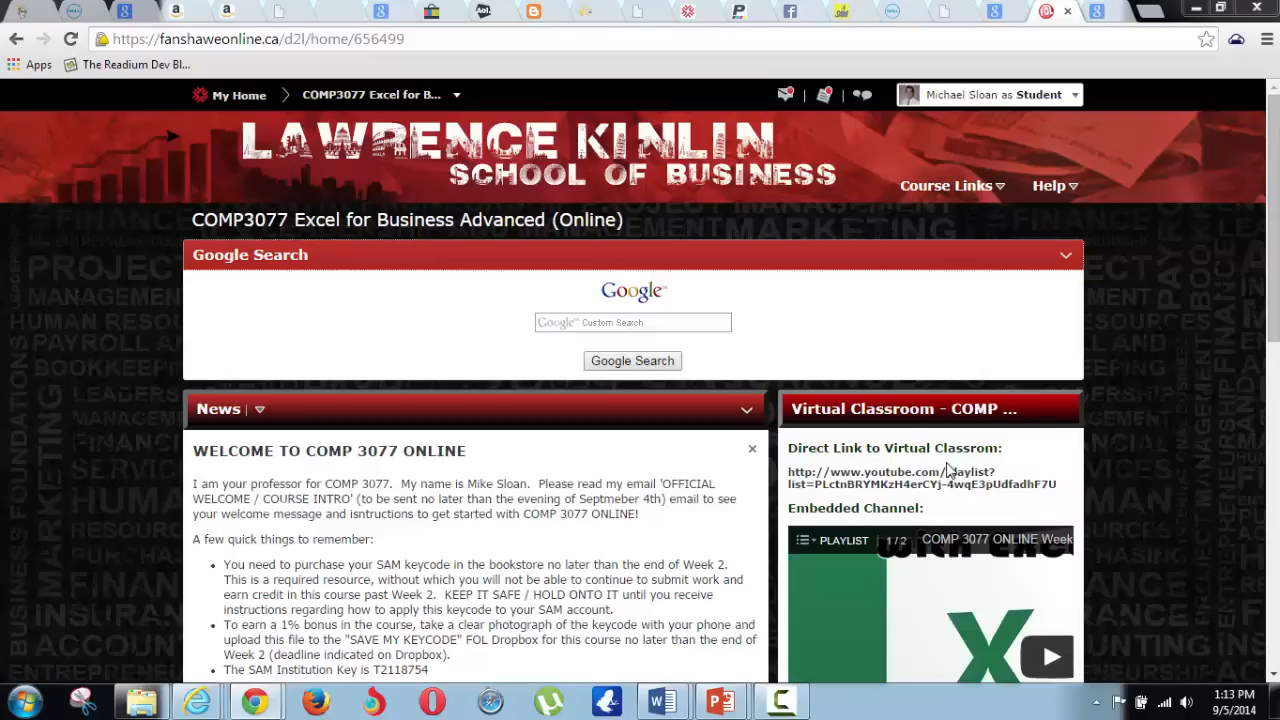 https://fanshaweonline.ca/d2l/home/656499
Apps
The Readium Dev Bl...
My Home
COMP3077 Excel for B...
Michael Sloan as Student
LAWRENCE KINLIN
SCHOOL OF BUSINESS
Course Links
Help
COMP3077 Excel for Business Advanced (Online)
Google Search
Google™
Google™ Custom Search
Google Search
News
Virtual Classroom - COMP ...
WELCOME TO COMP 3077 ONLINE
I am your professor for COMP 3077. My name is Mike Sloan. Please read my email 'OFFICIAL
WELCOME / COURSE INTRO' (to be sent no later than the evening of Septmeber 4th) email to see
your welcome message and isntructions to get started with COMP 3077 ONLINE!
A few quick things to remember:
You need to purchase your SAM keycode in the bookstore no later than the end of Week 2.
This is a required resource, without which you will not be able to continue to submit work and
earn credit in this course past Week 2. KEEP IT SAFE / HOLD ONTO IT until you receive
instructions regarding how to apply this keycode to your SAM account.
To earn a 1% bonus in the course, take a clear photograph of the keycode with your phone and
upload this file to the "SAVE MY KEYCODE" FOL Dropbox for this course no later than the end of
Week 2 (deadline indicated on Dropbox).
The SAM Institution Key is T2118754
Direct Link to Virtual Classrom:
http://www.youtube.com/playlist?
list=PLctnBRYMKzH4erCYj-4wqE3pUdfadhF7U
Embedded Channel:
PLAYLIST 1 / 2 COMP 3077 ONLINE Week
X
1:13 PM
9/5/2014